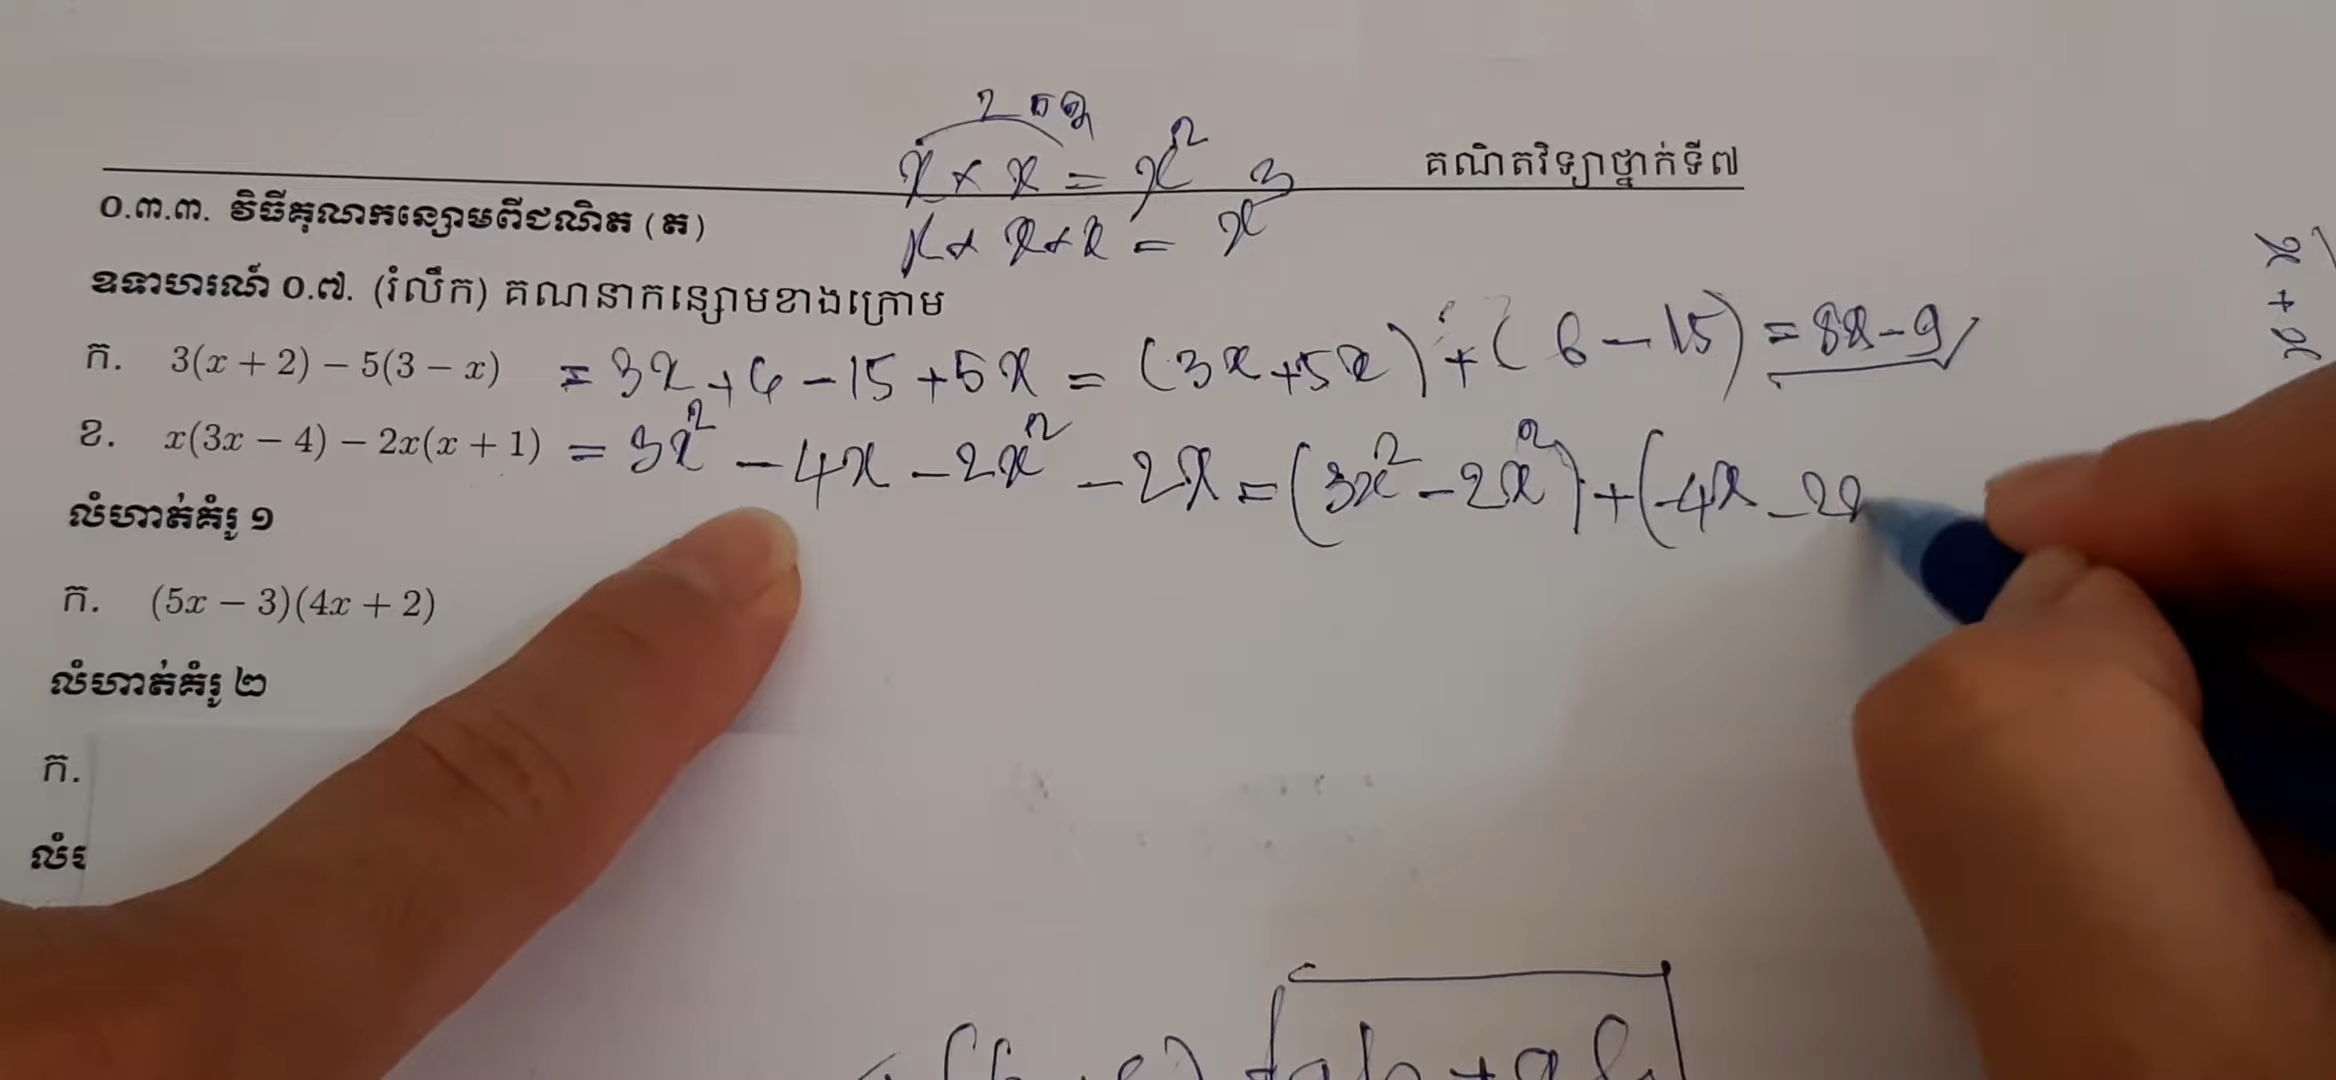 2 តួ
x × x = x²
គណិតវិទ្យាថ្នាក់ទី៧
x × x × x = x³
០.៣.៣. វិធីគុណកន្សោមពីជគណិត (ត)
ឧទាហរណ៍ ០.៧. (រំលឹក) គណនាកន្សោមខាងក្រោម
ក. 3(x + 2) − 5(3 − x) = 3x + 6 − 15 + 5x = (3x + 5x) + (6 − 15) = 8x − 9
ខ. x(3x − 4) − 2x(x + 1) = 3x² − 4x − 2x² − 2x = (3x² − 2x²) + (−4x − 2x
លំហាត់គំរូ ១
ក. (5x − 3)(4x + 2)
លំហាត់គំរូ ២
ក.
x + x